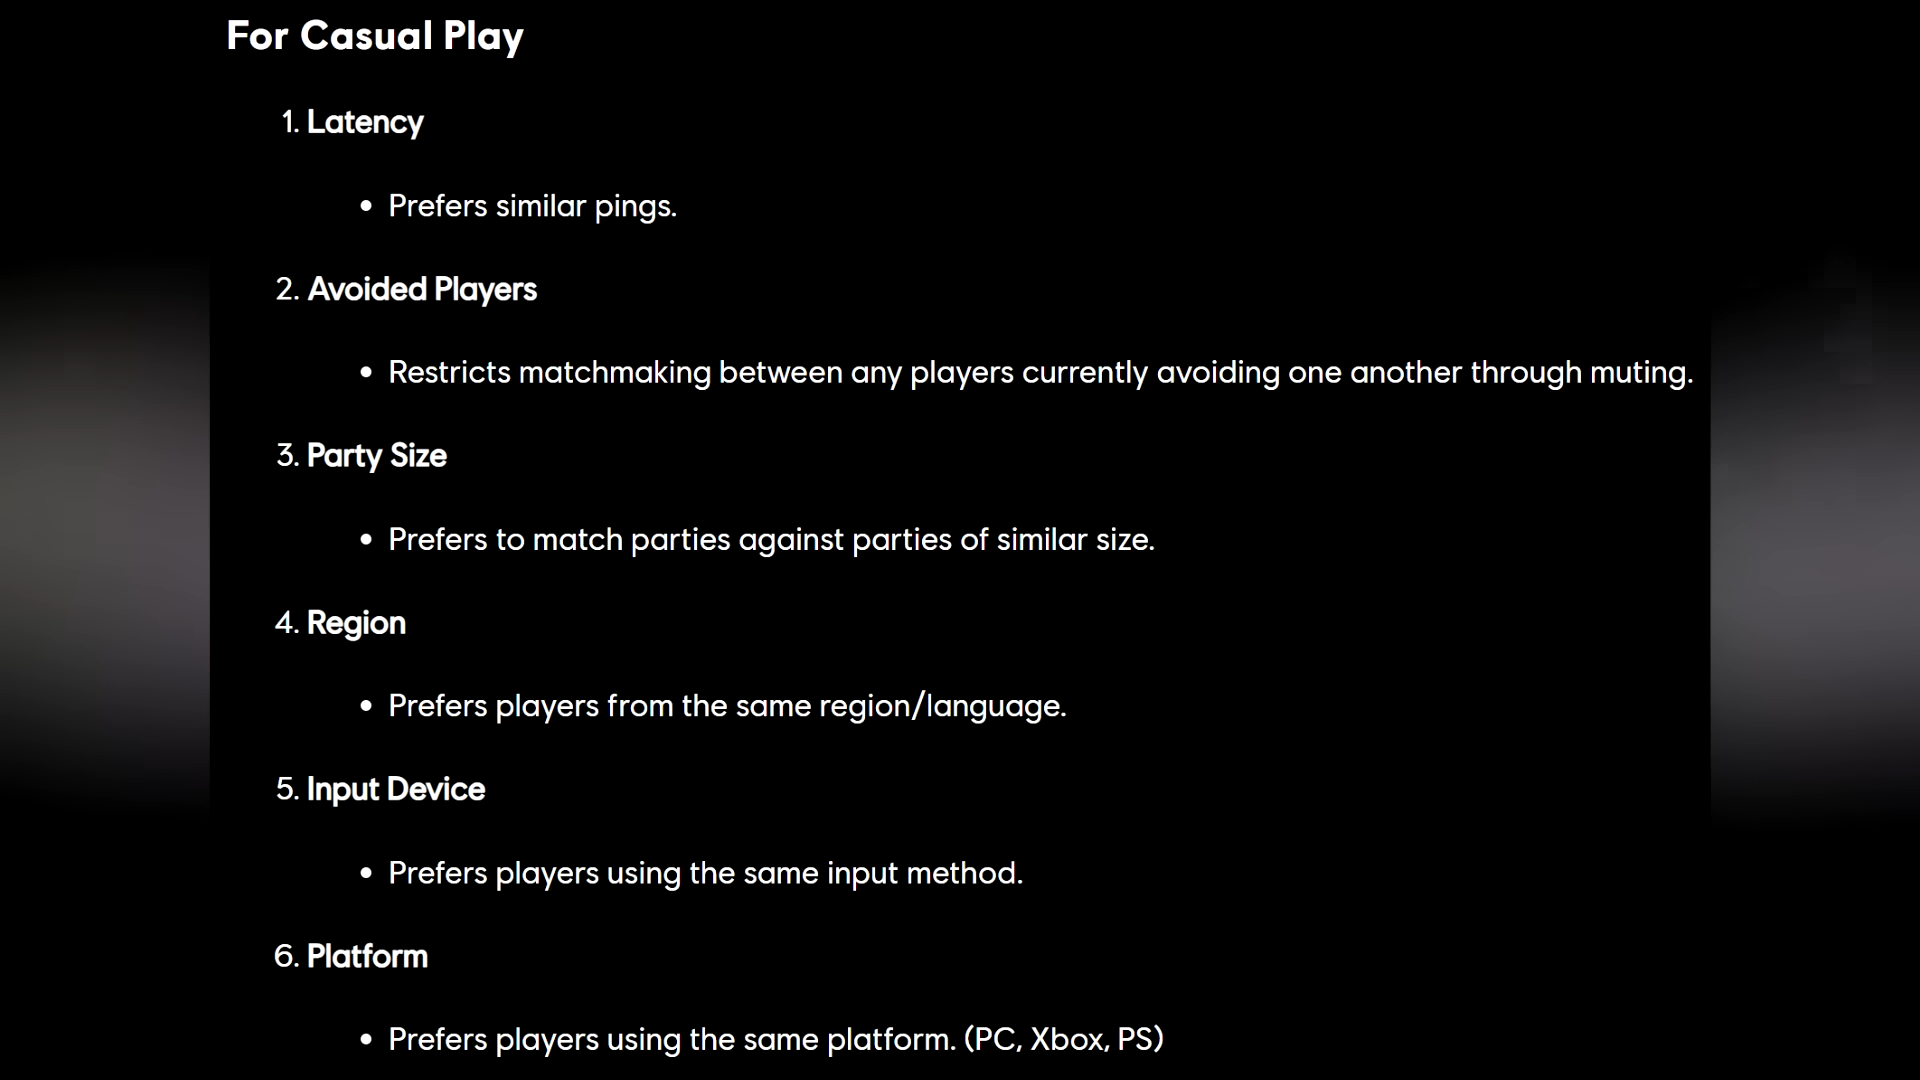 For Casual Play
1. Latency
• Prefers similar pings.
2. Avoided Players
• Restricts matchmaking between any players currently avoiding one another through muting.
3. Party Size
• Prefers to match parties against parties of similar size.
4. Region
• Prefers players from the same region/language.
5. Input Device
• Prefers players using the same input method.
6. Platform
• Prefers players using the same platform. (PC, Xbox, PS)